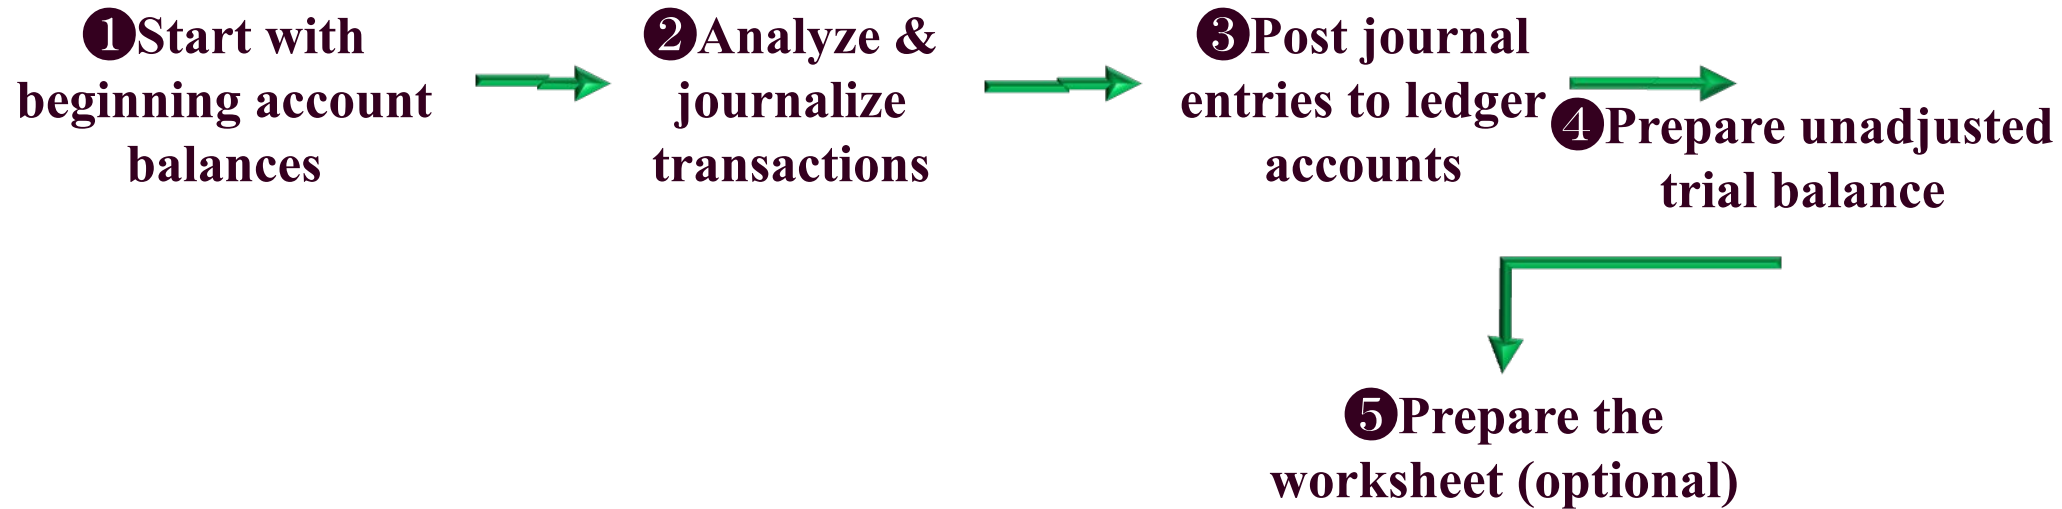 ❶Start with
beginning account
balances
❷Analyze &
journalize
transactions
❸Post journal
entries to ledger
accounts
❹Prepare unadjusted
trial balance
❺Prepare the
worksheet (optional)